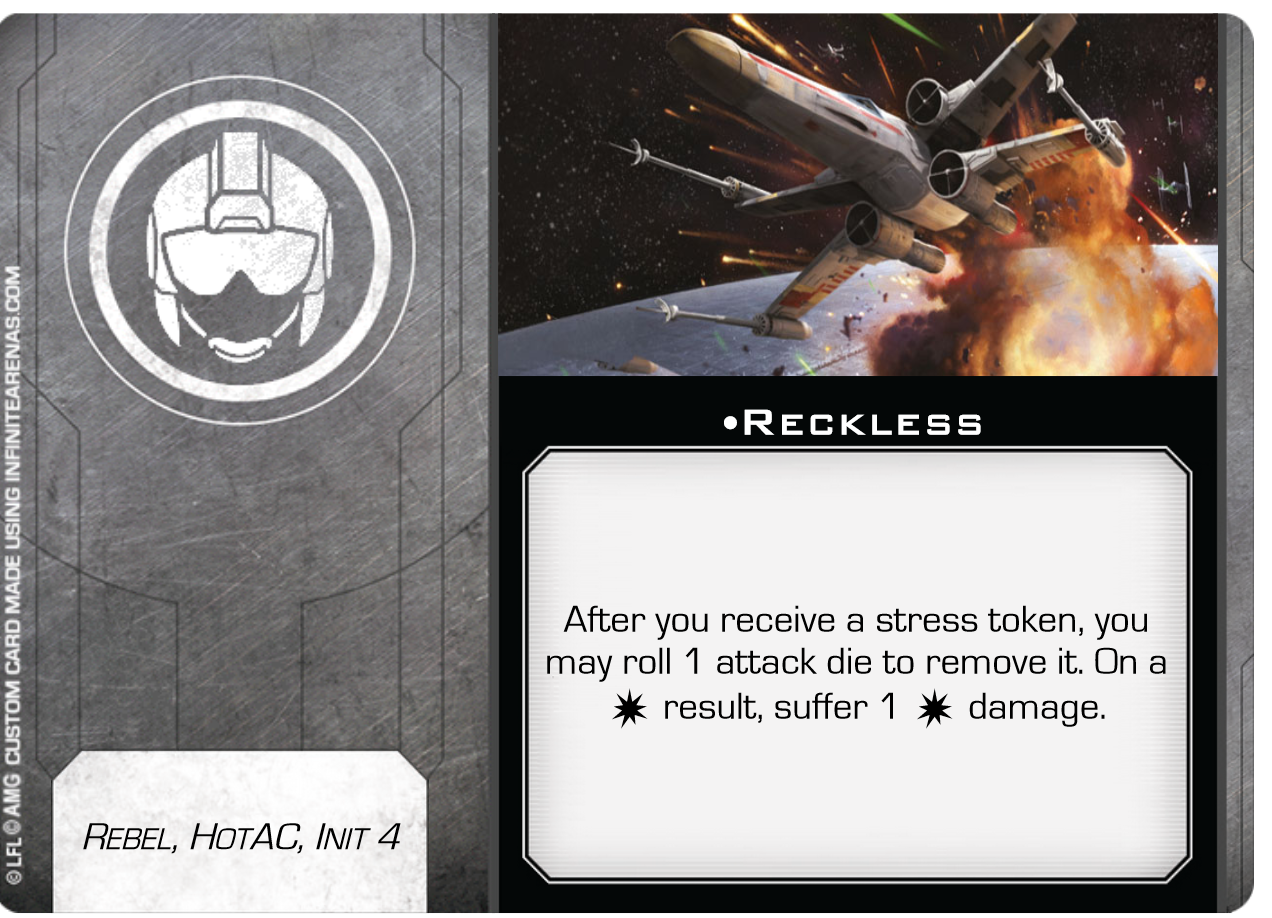 ©LFL ©AMG CUSTOM CARD MADE USING INFINITEARENAS.COM
•RECKLESS
After you receive a stress token, you
may roll 1 attack die to remove it. On a
result, suffer 1 damage.
REBEL, HOTAC, INIT 4